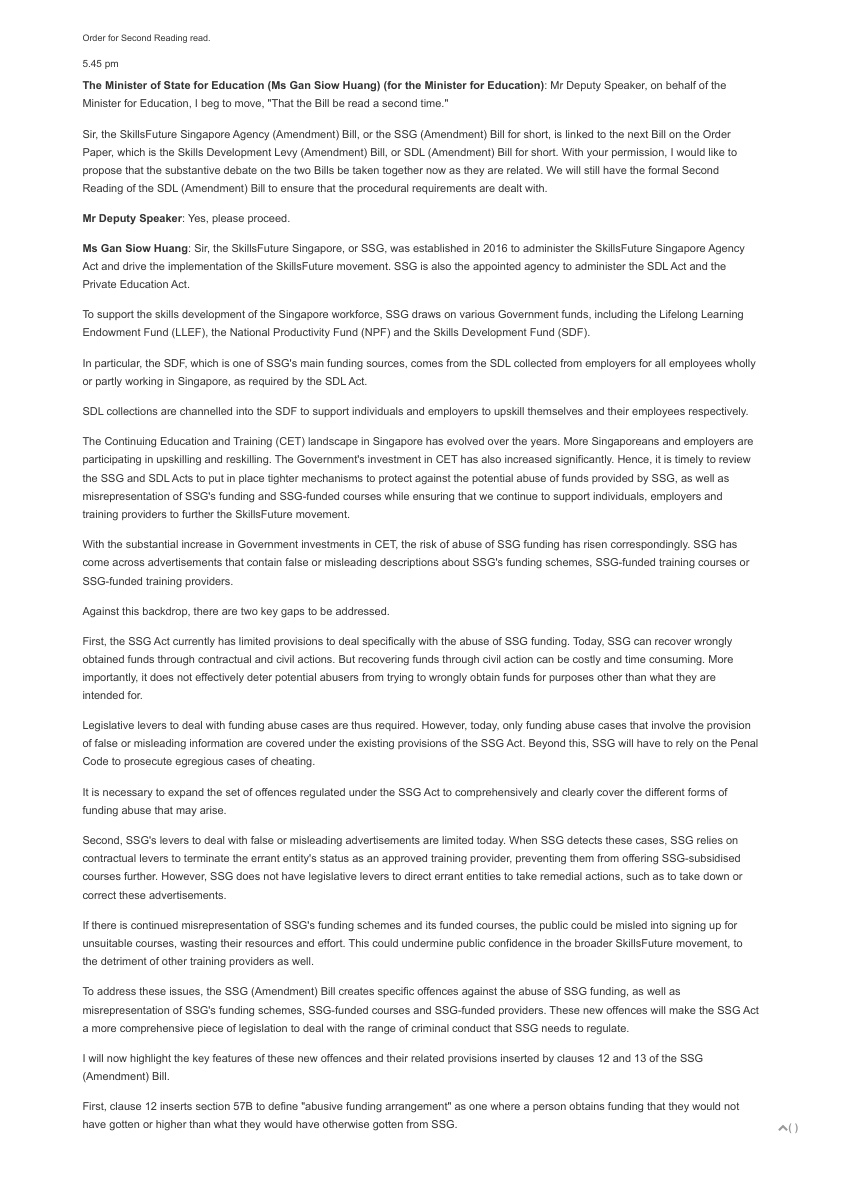 Order for Second Reading read.
5.45 pm
The Minister of State for Education (Ms Gan Siow Huang) (for the Minister for Education): Mr Deputy Speaker, on behalf of the
Minister for Education, I beg to move, "That the Bill be read a second time."
Sir, the SkillsFuture Singapore Agency (Amendment) Bill, or the SSG (Amendment) Bill for short, is linked to the next Bill on the Order
Paper, which is the Skills Development Levy (Amendment) Bill, or SDL (Amendment) Bill for short. With your permission, I would like to
propose that the substantive debate on the two Bills be taken together now as they are related. We will still have the formal Second
Reading of the SDL (Amendment) Bill to ensure that the procedural requirements are dealt with.
Mr Deputy Speaker: Yes, please proceed.
Ms Gan Siow Huang: Sir, the SkillsFuture Singapore, or SSG, was established in 2016 to administer the SkillsFuture Singapore Agency
Act and drive the implementation of the SkillsFuture movement. SSG is also the appointed agency to administer the SDL Act and the
Private Education Act.
To support the skills development of the Singapore workforce, SSG draws on various Government funds, including the Lifelong Learning
Endowment Fund (LLEF), the National Productivity Fund (NPF) and the Skills Development Fund (SDF).
In particular, the SDF, which is one of SSG's main funding sources, comes from the SDL collected from employers for all employees wholly
or partly working in Singapore, as required by the SDL Act.
SDL collections are channelled into the SDF to support individuals and employers to upskill themselves and their employees respectively.
The Continuing Education and Training (CET) landscape in Singapore has evolved over the years. More Singaporeans and employers are
participating in upskilling and reskilling. The Government's investment in CET has also increased significantly. Hence, it is timely to review
the SSG and SDL Acts to put in place tighter mechanisms to protect against the potential abuse of funds provided by SSG, as well as
misrepresentation of SSG's funding and SSG-funded courses while ensuring that we continue to support individuals, employers and
training providers to further the SkillsFuture movement.
With the substantial increase in Government investments in CET, the risk of abuse of SSG funding has risen correspondingly. SSG has
come across advertisements that contain false or misleading descriptions about SSG's funding schemes, SSG-funded training courses or
SSG-funded training providers.
Against this backdrop, there are two key gaps to be addressed.
First, the SSG Act currently has limited provisions to deal specifically with the abuse of SSG funding. Today, SSG can recover wrongly
obtained funds through contractual and civil actions. But recovering funds through civil action can be costly and time consuming. More
importantly, it does not effectively deter potential abusers from trying to wrongly obtain funds for purposes other than what they are
intended for.
Legislative levers to deal with funding abuse cases are thus required. However, today, only funding abuse cases that involve the provision
of false or misleading information are covered under the existing provisions of the SSG Act. Beyond this, SSG will have to rely on the Penal
Code to prosecute egregious cases of cheating.
It is necessary to expand the set of offences regulated under the SSG Act to comprehensively and clearly cover the different forms of
funding abuse that may arise.
Second, SSG's levers to deal with false or misleading advertisements are limited today. When SSG detects these cases, SSG relies on
contractual levers to terminate the errant entity's status as an approved training provider, preventing them from offering SSG-subsidised
courses further. However, SSG does not have legislative levers to direct errant entities to take remedial actions, such as to take down or
correct these advertisements.
If there is continued misrepresentation of SSG's funding schemes and its funded courses, the public could be misled into signing up for
unsuitable courses, wasting their resources and effort. This could undermine public confidence in the broader SkillsFuture movement, to
the detriment of other training providers as well.
To address these issues, the SSG (Amendment) Bill creates specific offences against the abuse of SSG funding, as well as
misrepresentation of SSG's funding schemes, SSG-funded courses and SSG-funded providers. These new offences will make the SSG Act
a more comprehensive piece of legislation to deal with the range of criminal conduct that SSG needs to regulate.
I will now highlight the key features of these new offences and their related provisions inserted by clauses 12 and 13 of the SSG
(Amendment) Bill.
First, clause 12 inserts section 57B to define "abusive funding arrangement" as one where a person obtains funding that they would not
have gotten or higher than what they would have otherwise gotten from SSG.
( )